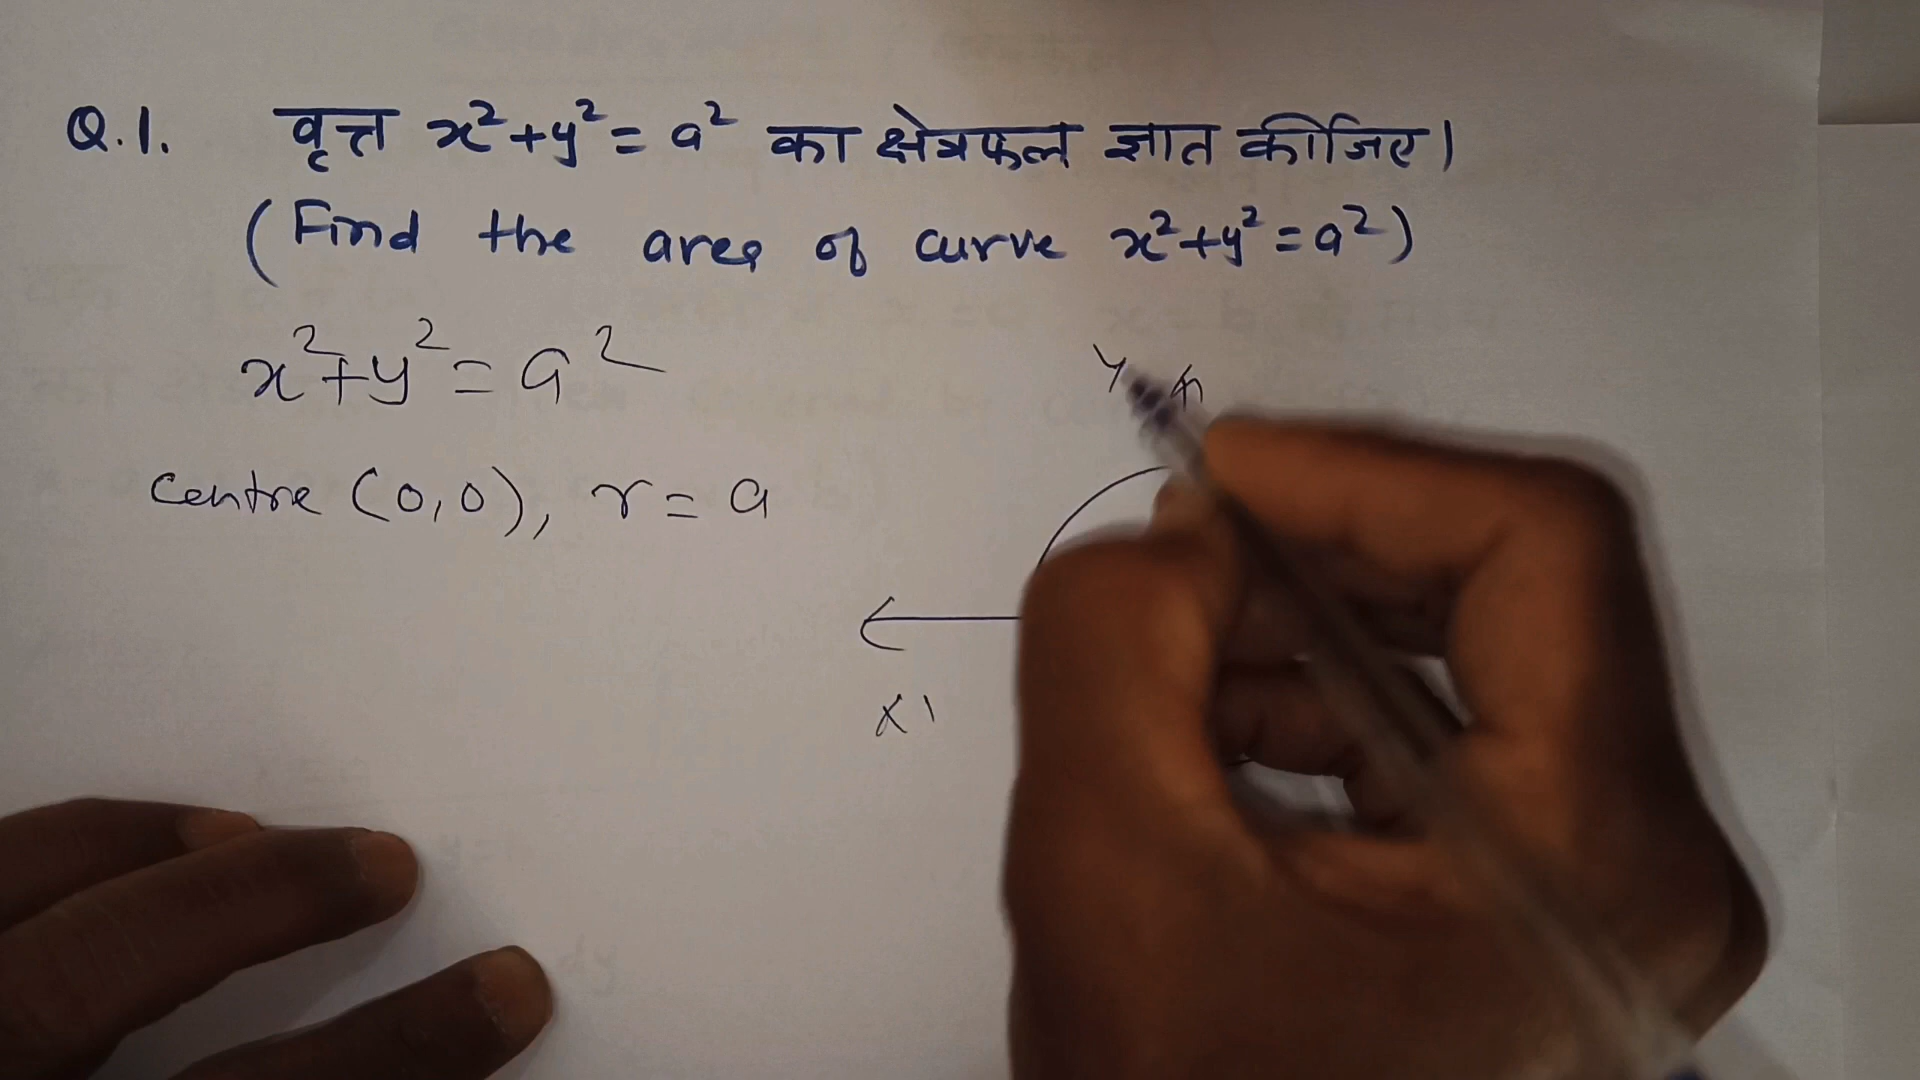 Q.1. वृत्त x²+y²=a² का क्षेत्रफल ज्ञात कीजिए।
(Find the area of curve x²+y²=a²)
x²+y²=a²
Centre (0,0), r=a
Y
X'